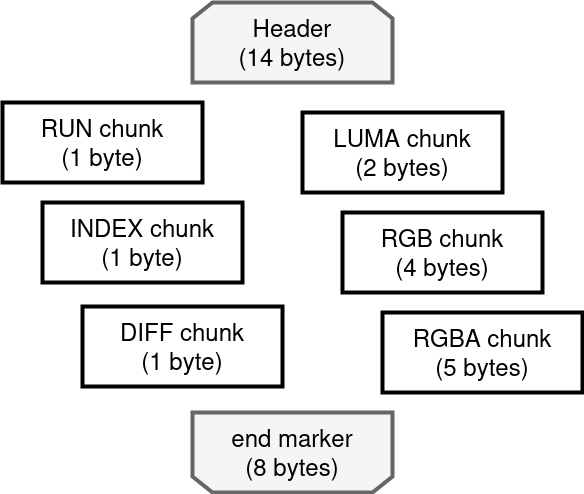 Header
(14 bytes)
RUN chunk
(1 byte)
LUMA chunk
(2 bytes)
INDEX chunk
(1 byte)
RGB chunk
(4 bytes)
DIFF chunk
(1 byte)
RGBA chunk
(5 bytes)
end marker
(8 bytes)